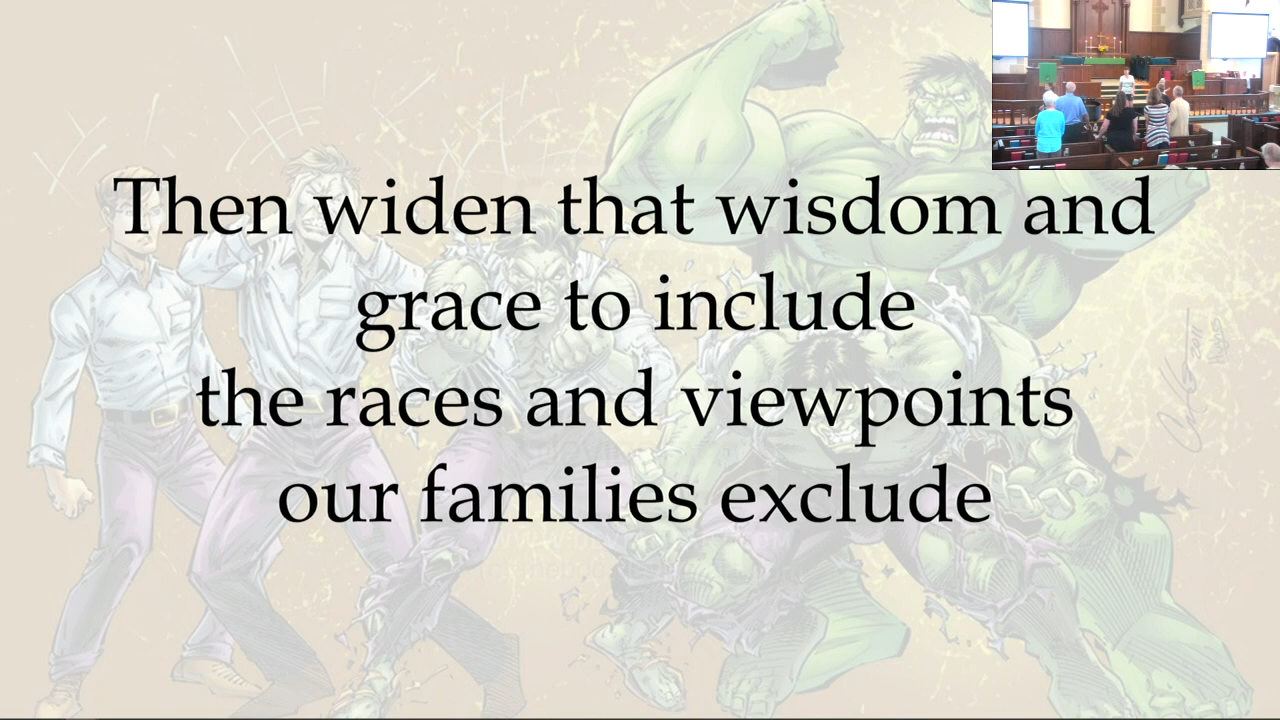 Then widen that wisdom and
grace to include
the races and viewpoints
our families exclude